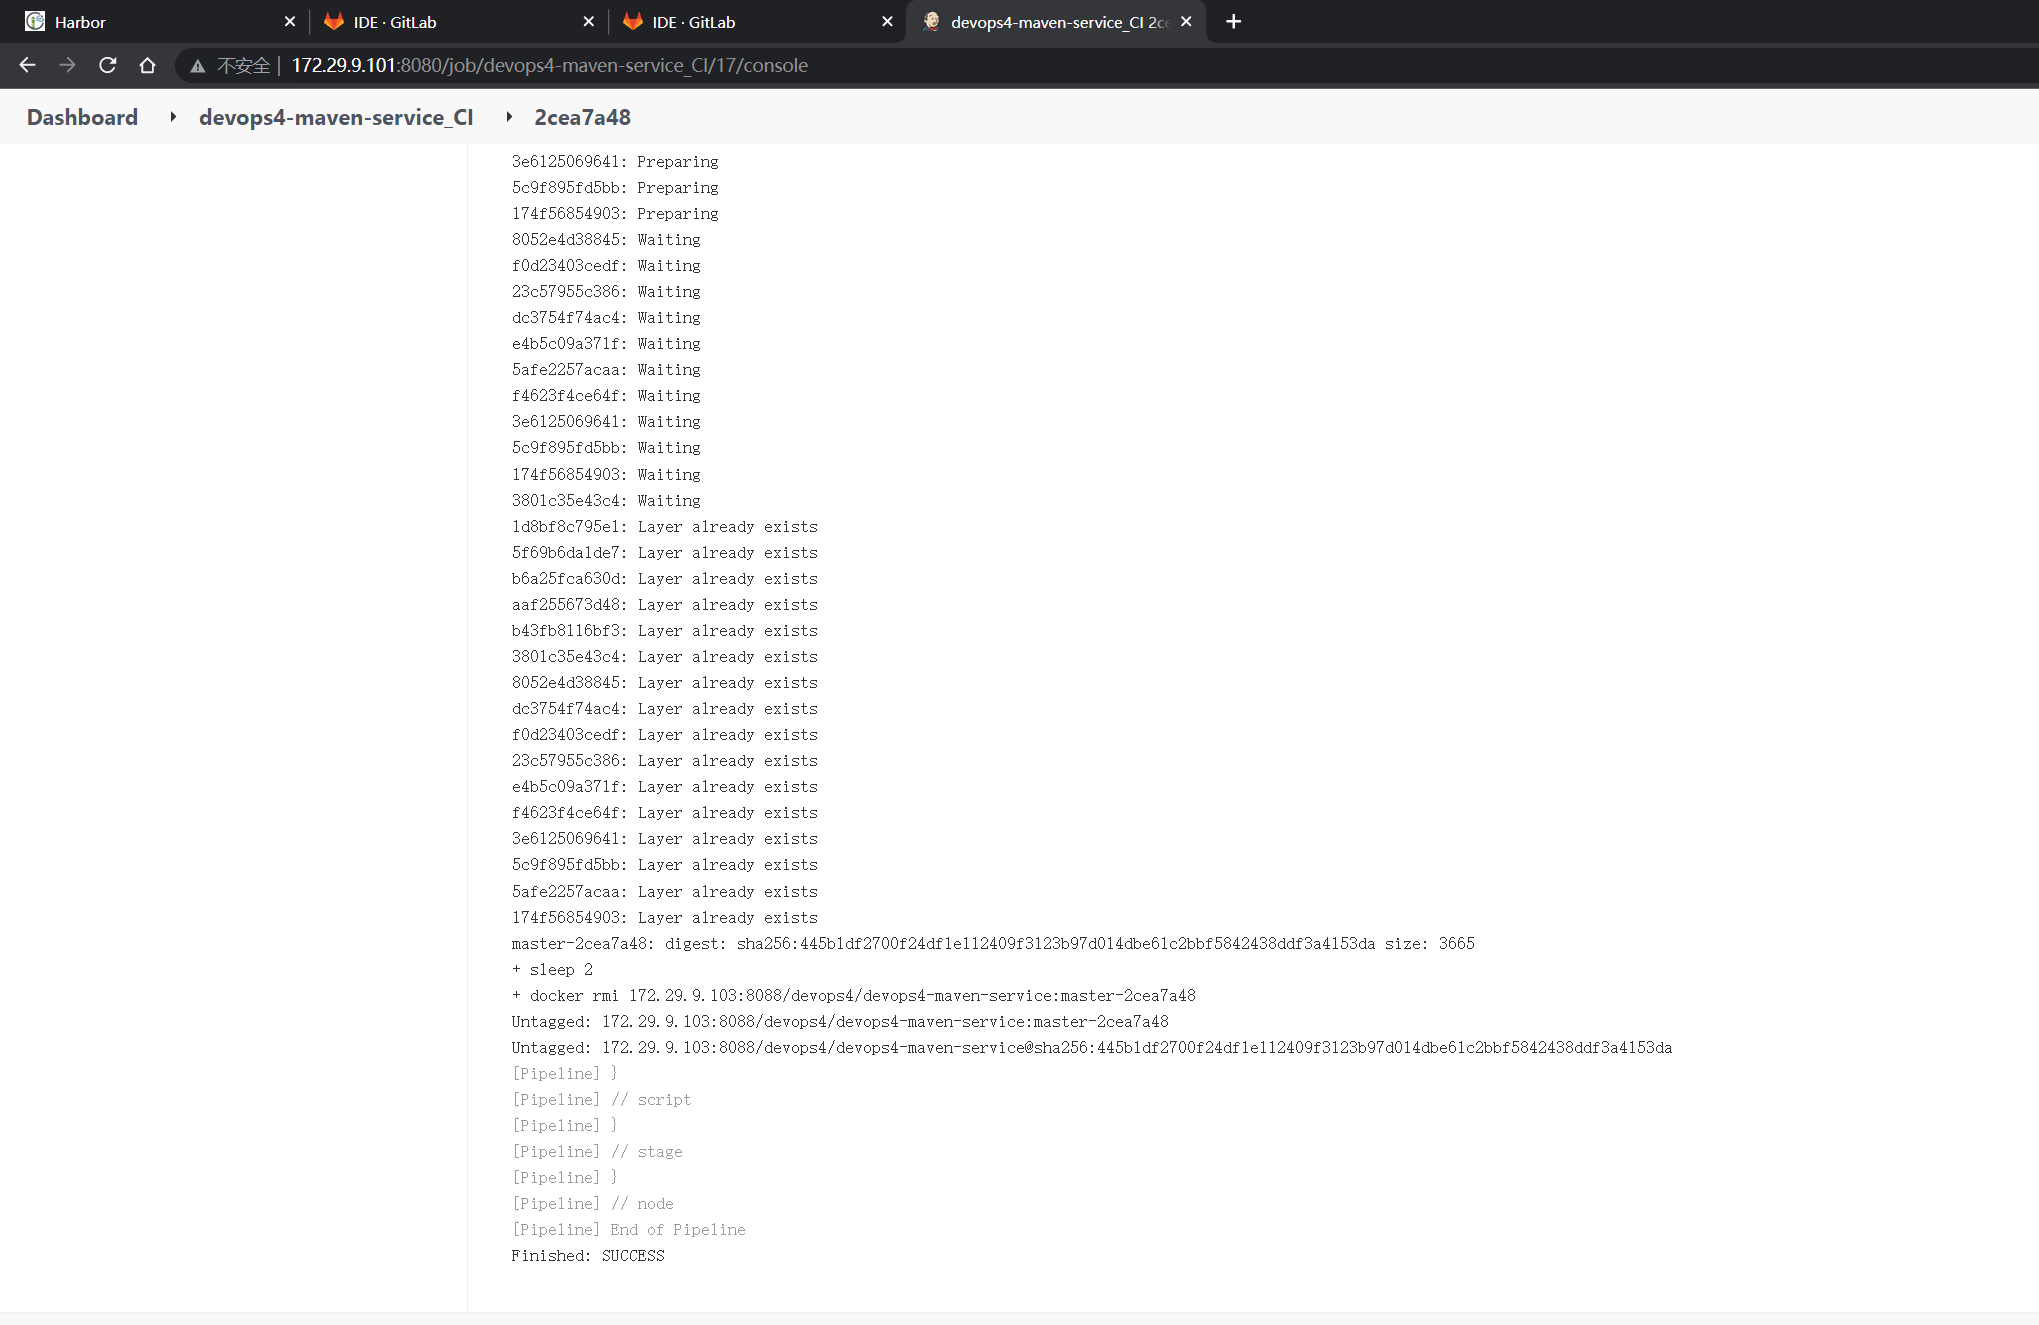 Harbor
IDE · GitLab
IDE · GitLab
devops4-maven-service_CI 2ce
不安全 | 172.29.9.101:8080/job/devops4-maven-service_CI/17/console
Dashboard
devops4-maven-service_CI
2cea7a48
3e6125069641: Preparing
5c9f895fd5bb: Preparing
174f56854903: Preparing
8052e4d38845: Waiting
f0d23403cedf: Waiting
23c57955c386: Waiting
dc3754f74ac4: Waiting
e4b5c09a371f: Waiting
5afe2257acaa: Waiting
f4623f4ce64f: Waiting
3e6125069641: Waiting
5c9f895fd5bb: Waiting
174f56854903: Waiting
3801c35e43c4: Waiting
1d8bf8c795e1: Layer already exists
5f69b6da1de7: Layer already exists
b6a25fca630d: Layer already exists
aaf255673d48: Layer already exists
b43fb8116bf3: Layer already exists
3801c35e43c4: Layer already exists
8052e4d38845: Layer already exists
dc3754f74ac4: Layer already exists
f0d23403cedf: Layer already exists
23c57955c386: Layer already exists
e4b5c09a371f: Layer already exists
f4623f4ce64f: Layer already exists
3e6125069641: Layer already exists
5c9f895fd5bb: Layer already exists
5afe2257acaa: Layer already exists
174f56854903: Layer already exists
master-2cea7a48: digest: sha256:445b1df2700f24df1e112409f3123b97d014dbe61c2bbf5842438ddf3a4153da size: 3665
+ sleep 2
+ docker rmi 172.29.9.103:8088/devops4/devops4-maven-service:master-2cea7a48
Untagged: 172.29.9.103:8088/devops4/devops4-maven-service:master-2cea7a48
Untagged: 172.29.9.103:8088/devops4/devops4-maven-service@sha256:445b1df2700f24df1e112409f3123b97d014dbe61c2bbf5842438ddf3a4153da
[Pipeline] }
[Pipeline] // script
[Pipeline] }
[Pipeline] // stage
[Pipeline] }
[Pipeline] // node
[Pipeline] End of Pipeline
Finished: SUCCESS